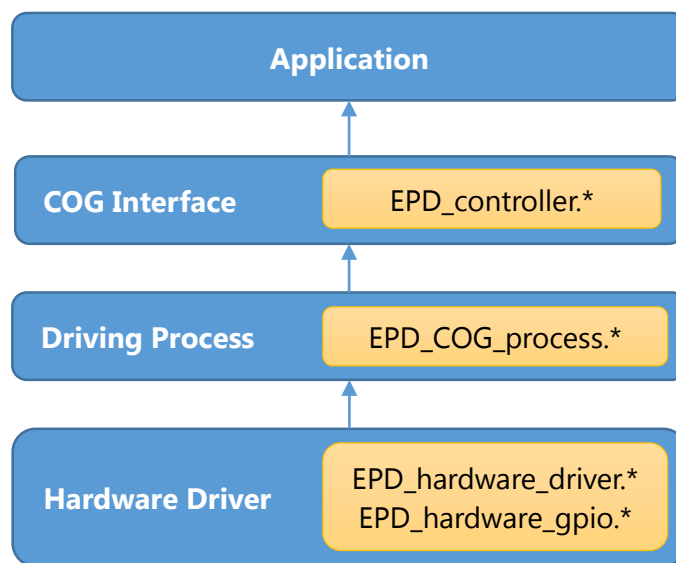 Application
COG Interface
EPD_controller.*
Driving Process
EPD_COG_process.*
Hardware Driver
EPD_hardware_driver.*
EPD_hardware_gpio.*